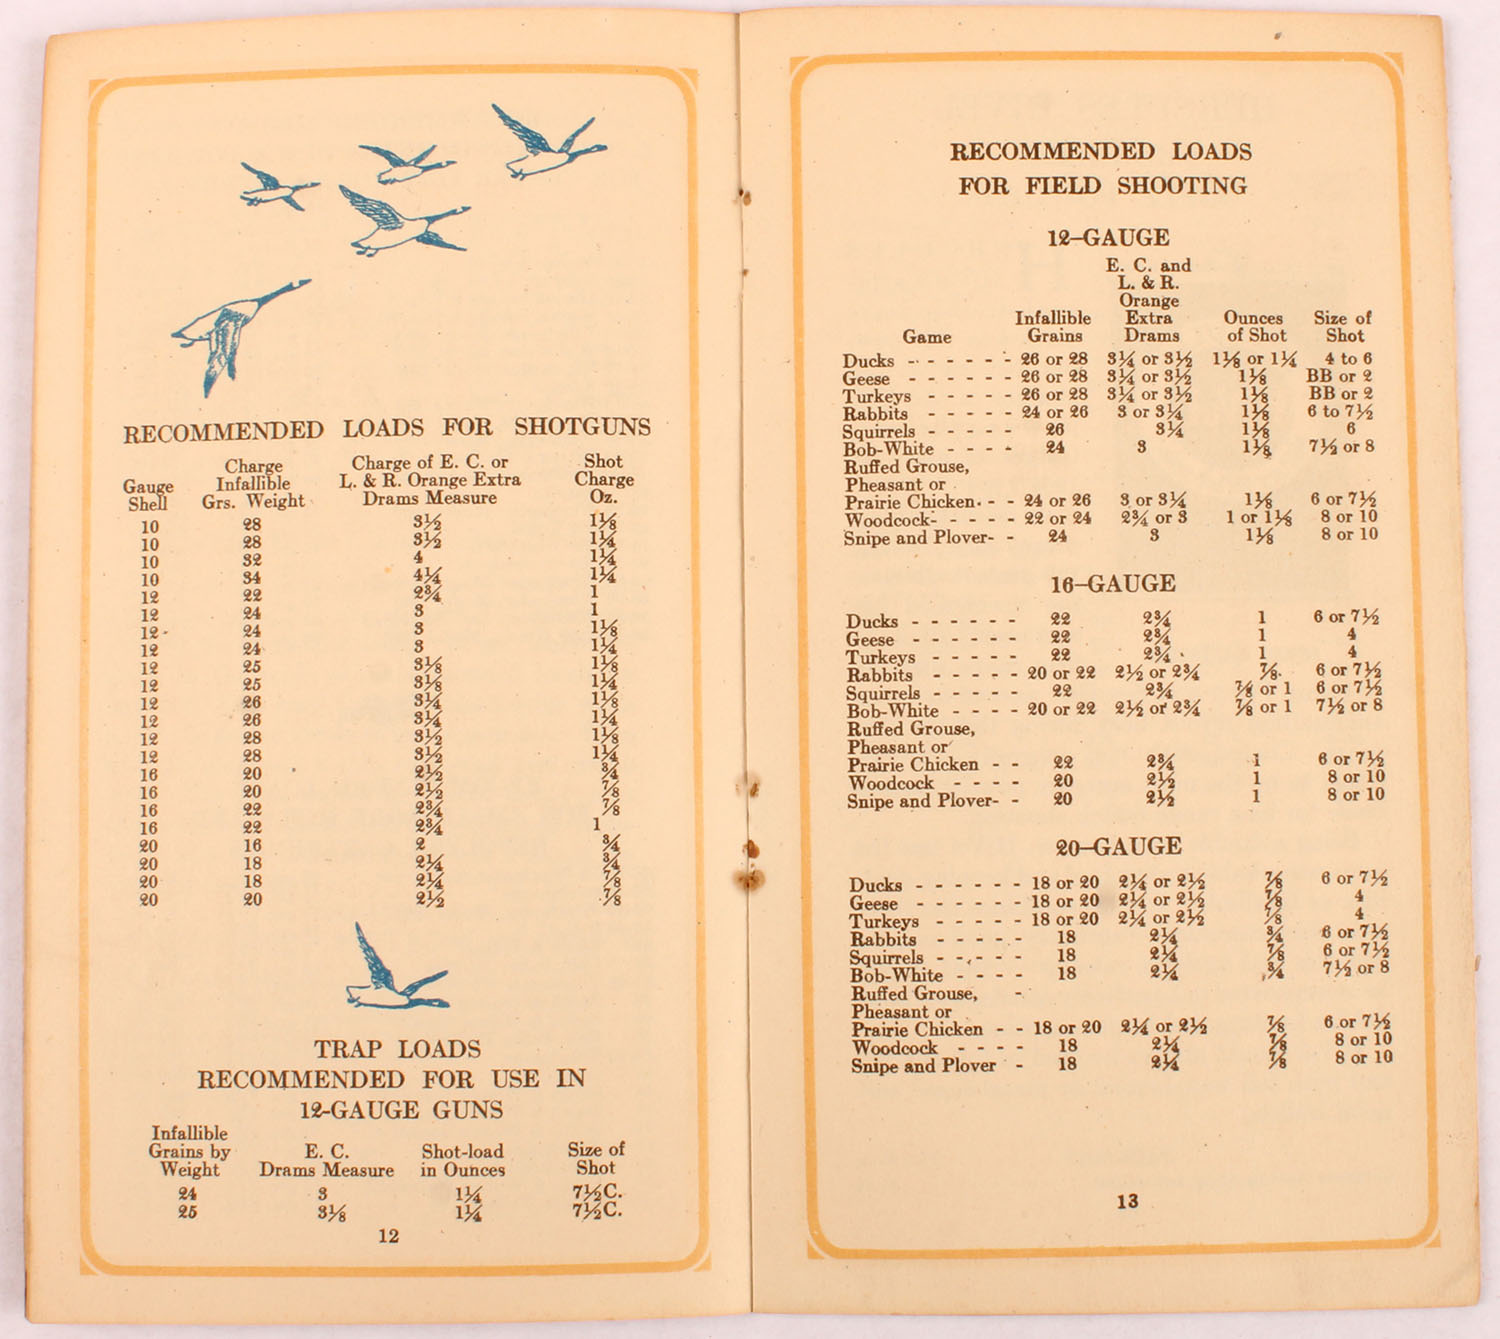 RECOMMENDED LOADS FOR SHOTGUNS
Gauge Shell Charge Infallible Grs. Weight Charge of E. C. or L. & R. Orange Extra Drams Measure Shot Charge Oz.
10 28 3½ 1⅛
10 28 3½ 1¼
10 32 4 1¼
10 34 4¼ 1¼
12 22 2¾ 1
12 24 3 1
12 24 3 1⅛
12 24 3 1¼
12 25 3⅛ 1⅛
12 25 3⅛ 1¼
12 26 3¼ 1⅛
12 26 3¼ 1¼
12 28 3½ 1⅛
12 28 3½ 1¼
16 20 2½ ¾
16 20 2½ ⅞
16 22 2¾ ⅞
16 22 2¾ 1
20 16 2 ¾
20 18 2¼ ¾
20 18 2¼ ⅞
20 20 2½ ⅞
TRAP LOADS
RECOMMENDED FOR USE IN
12-GAUGE GUNS
Infallible Grains by Weight E. C. Drams Measure Shot-load in Ounces Size of Shot
24 3 1¼ 7½C.
25 3⅛ 1¼ 7½C.
12
RECOMMENDED LOADS
FOR FIELD SHOOTING
12-GAUGE
Game Infallible Grains E. C. and L. & R. Orange Extra Drams Ounces of Shot Size of Shot
Ducks - - - - - - 26 or 28 3¼ or 3½ 1⅛ or 1¼ 4 to 6
Geese - - - - - - 26 or 28 3¼ or 3½ 1⅛ BB or 2
Turkeys - - - - - 26 or 28 3¼ or 3½ 1⅛ BB or 2
Rabbits - - - - - 24 or 26 3 or 3¼ 1⅛ 6 to 7½
Squirrels - - - - - 26 3¼ 1⅛ 6
Bob-White - - - - 24 3 1⅛ 7½ or 8
Ruffed Grouse,
Pheasant or
Prairie Chicken - - 24 or 26 3 or 3¼ 1⅛ 6 or 7½
Woodcock - - - - - 22 or 24 2¾ or 3 1 or 1⅛ 8 or 10
Snipe and Plover- - 24 3 1⅛ 8 or 10
16-GAUGE
Ducks - - - - - - 22 2¾ 1 6 or 7½
Geese - - - - - - 22 2¾ 1 4
Turkeys - - - - - 22 2¾ 1 4
Rabbits - - - - - 20 or 22 2½ or 2¾ ⅞ 6 or 7½
Squirrels - - - - - 22 2¾ ⅞ or 1 6 or 7½
Bob-White - - - - 20 or 22 2½ or 2¾ ⅞ or 1 7½ or 8
Ruffed Grouse,
Pheasant or
Prairie Chicken - - 22 2¾ 1 6 or 7½
Woodcock - - - - 20 2½ 1 8 or 10
Snipe and Plover- - 20 2½ 1 8 or 10
20-GAUGE
Ducks - - - - - - 18 or 20 2¼ or 2½ ⅞ 6 or 7½
Geese - - - - - - 18 or 20 2¼ or 2½ ⅞ 4
Turkeys - - - - - 18 or 20 2¼ or 2½ ⅞ 4
Rabbits - - - - - 18 2¼ ¾ 6 or 7½
Squirrels - - - - - 18 2¼ ⅞ 6 or 7½
Bob-White - - - - 18 2¼ ¾ 7½ or 8
Ruffed Grouse, -
Pheasant or
Prairie Chicken - - 18 or 20 2¼ or 2½ ⅞ 6 or 7½
Woodcock - - - - 18 2¼ ⅞ 8 or 10
Snipe and Plover - 18 2¼ ⅞ 8 or 10
13